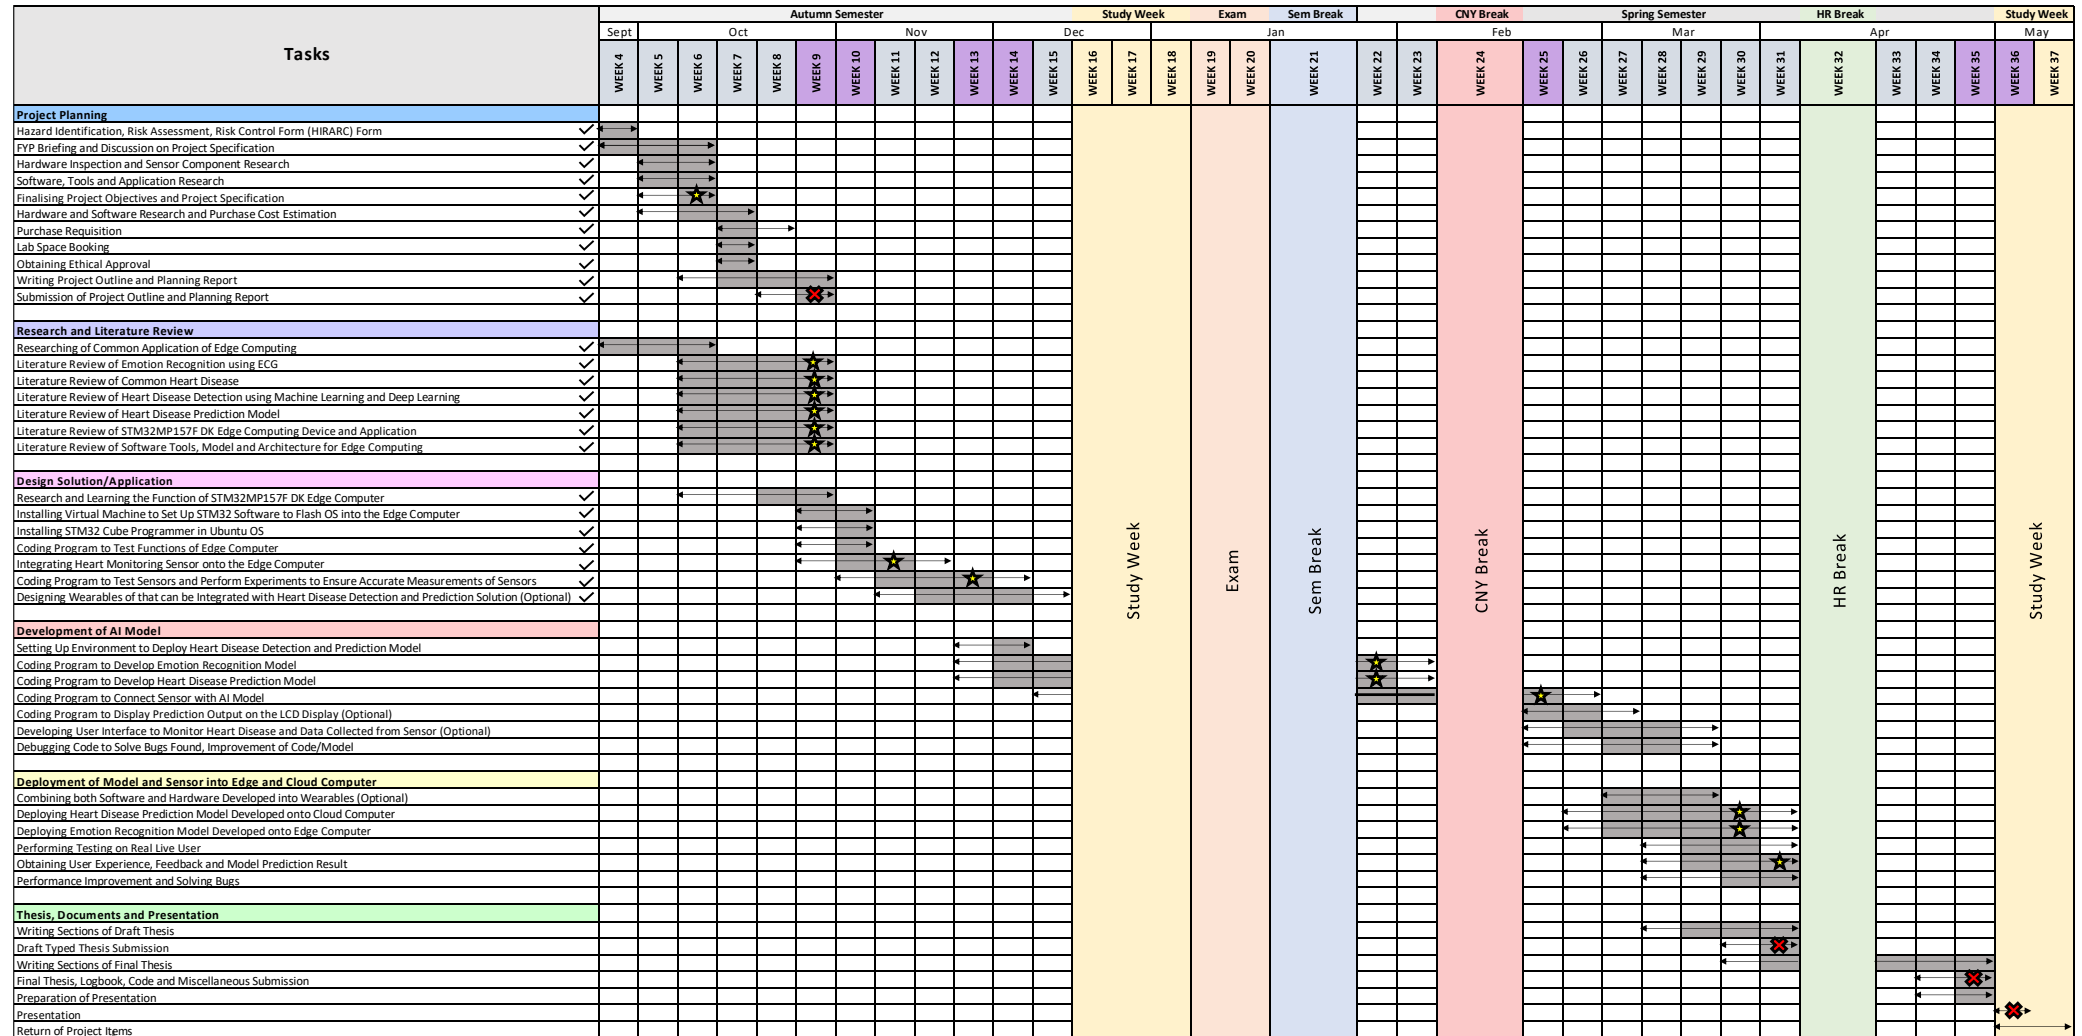 Autumn Semester Study Week Exam Sem Break CNY Break Spring Semester HR Break Study Week
Tasks
Sept Oct Nov Dec Jan Feb Mar Apr May
WEEK 4 WEEK 5 WEEK 6 WEEK 7 WEEK 8 WEEK 9 WEEK 10 WEEK 11 WEEK 12 WEEK 13 WEEK 14 WEEK 15 WEEK 16 WEEK 17 WEEK 18 WEEK 19 WEEK 20 WEEK 21 WEEK 22 WEEK 23 WEEK 24 WEEK 25 WEEK 26 WEEK 27 WEEK 28 WEEK 29 WEEK 30 WEEK 31 WEEK 32 WEEK 33 WEEK 34 WEEK 35 WEEK 36 WEEK 37
Project Planning
Hazard Identification, Risk Assessment, Risk Control Form (HIRARC) Form
FYP Briefing and Discussion on Project Specification
Hardware Inspection and Sensor Component Research
Software, Tools and Application Research
Finalising Project Objectives and Project Specification
Hardware and Software Research and Purchase Cost Estimation
Purchase Requisition
Lab Space Booking
Obtaining Ethical Approval
Writing Project Outline and Planning Report
Submission of Project Outline and Planning Report
Research and Literature Review
Researching of Common Application of Edge Computing
Literature Review of Emotion Recognition using ECG
Literature Review of Common Heart Disease
Literature Review of Heart Disease Detection using Machine Learning and Deep Learning
Literature Review of Heart Disease Prediction Model
Literature Review of STM32MP157F DK Edge Computing Device and Application
Literature Review of Software Tools, Model and Architecture for Edge Computing
Design Solution/Application
Research and Learning the Function of STM32MP157F DK Edge Computer
Installing Virtual Machine to Set Up STM32 Software to Flash OS into the Edge Computer
Installing STM32 Cube Programmer in Ubuntu OS
Coding Program to Test Functions of Edge Computer
Integrating Heart Monitoring Sensor onto the Edge Computer
Coding Program to Test Sensors and Perform Experiments to Ensure Accurate Measurements of Sensors
Designing Wearables of that can be Integrated with Heart Disease Detection and Prediction Solution (Optional)
Study Week
Exam
Sem Break
CNY Break
HR Break
Study Week
Development of AI Model
Setting Up Environment to Deploy Heart Disease Detection and Prediction Model
Coding Program to Develop Emotion Recognition Model
Coding Program to Develop Heart Disease Prediction Model
Coding Program to Connect Sensor with AI Model
Coding Program to Display Prediction Output on the LCD Display (Optional)
Developing User Interface to Monitor Heart Disease and Data Collected from Sensor (Optional)
Debugging Code to Solve Bugs Found, Improvement of Code/Model
Deployment of Model and Sensor into Edge and Cloud Computer
Combining both Software and Hardware Developed into Wearables (Optional)
Deploying Heart Disease Prediction Model Developed onto Cloud Computer
Deploying Emotion Recognition Model Developed onto Edge Computer
Performing Testing on Real Live User
Obtaining User Experience, Feedback and Model Prediction Result
Performance Improvement and Solving Bugs
Thesis, Documents and Presentation
Writing Sections of Draft Thesis
Draft Typed Thesis Submission
Writing Sections of Final Thesis
Final Thesis, Logbook, Code and Miscellaneous Submission
Preparation of Presentation
Presentation
Return of Project Items